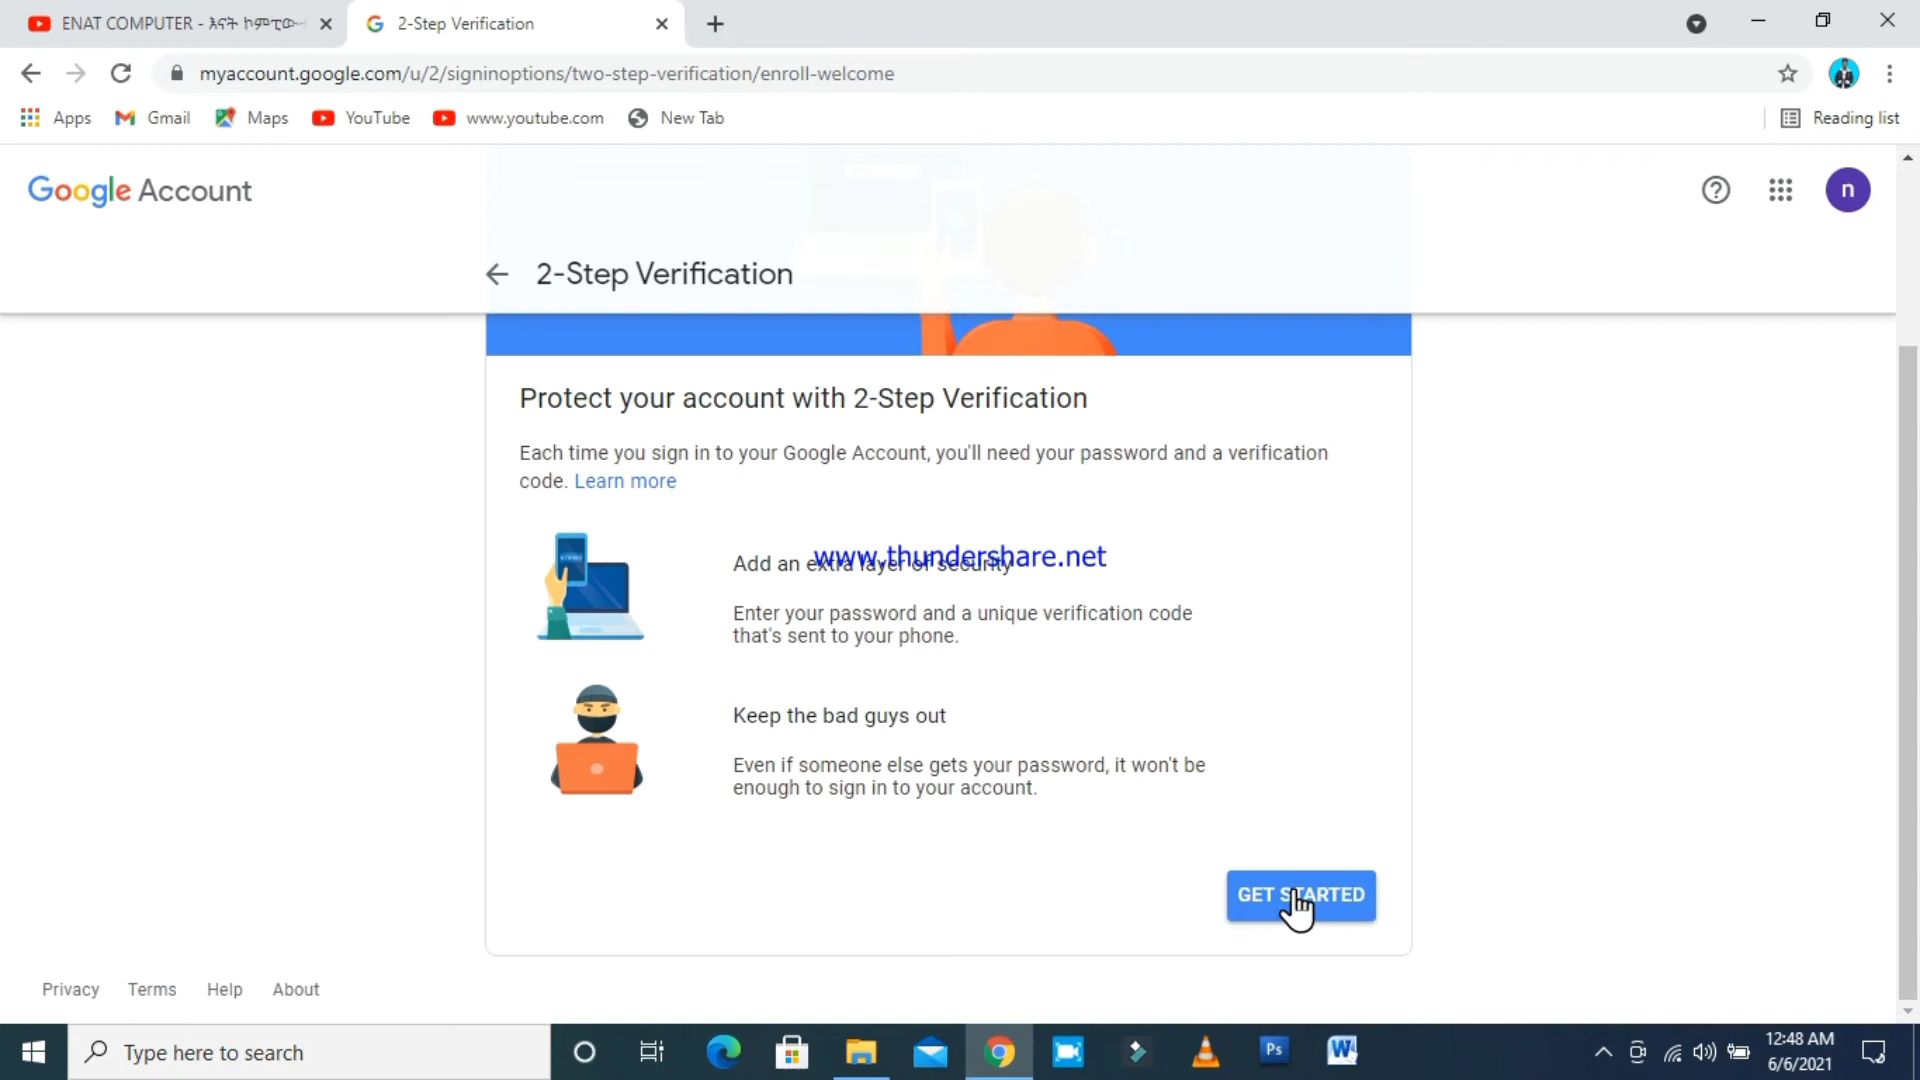 ENAT COMPUTER - እናት ኮምፒው
2-Step Verification
myaccount.google.com/u/2/signinoptions/two-step-verification/enroll-welcome
Apps Gmail Maps YouTube www.youtube.com New Tab Reading list
Google Account
n
2-Step Verification
Protect your account with 2-Step Verification
Each time you sign in to your Google Account, you'll need your password and a verification
code. Learn more
www.thundershare.net
Add an extra layer of security
Enter your password and a unique verification code
that's sent to your phone.
Keep the bad guys out
Even if someone else gets your password, it won't be
enough to sign in to your account.
GET STARTED
Privacy Terms Help About
Type here to search
Ps
W
12:48 AM
6/6/2021